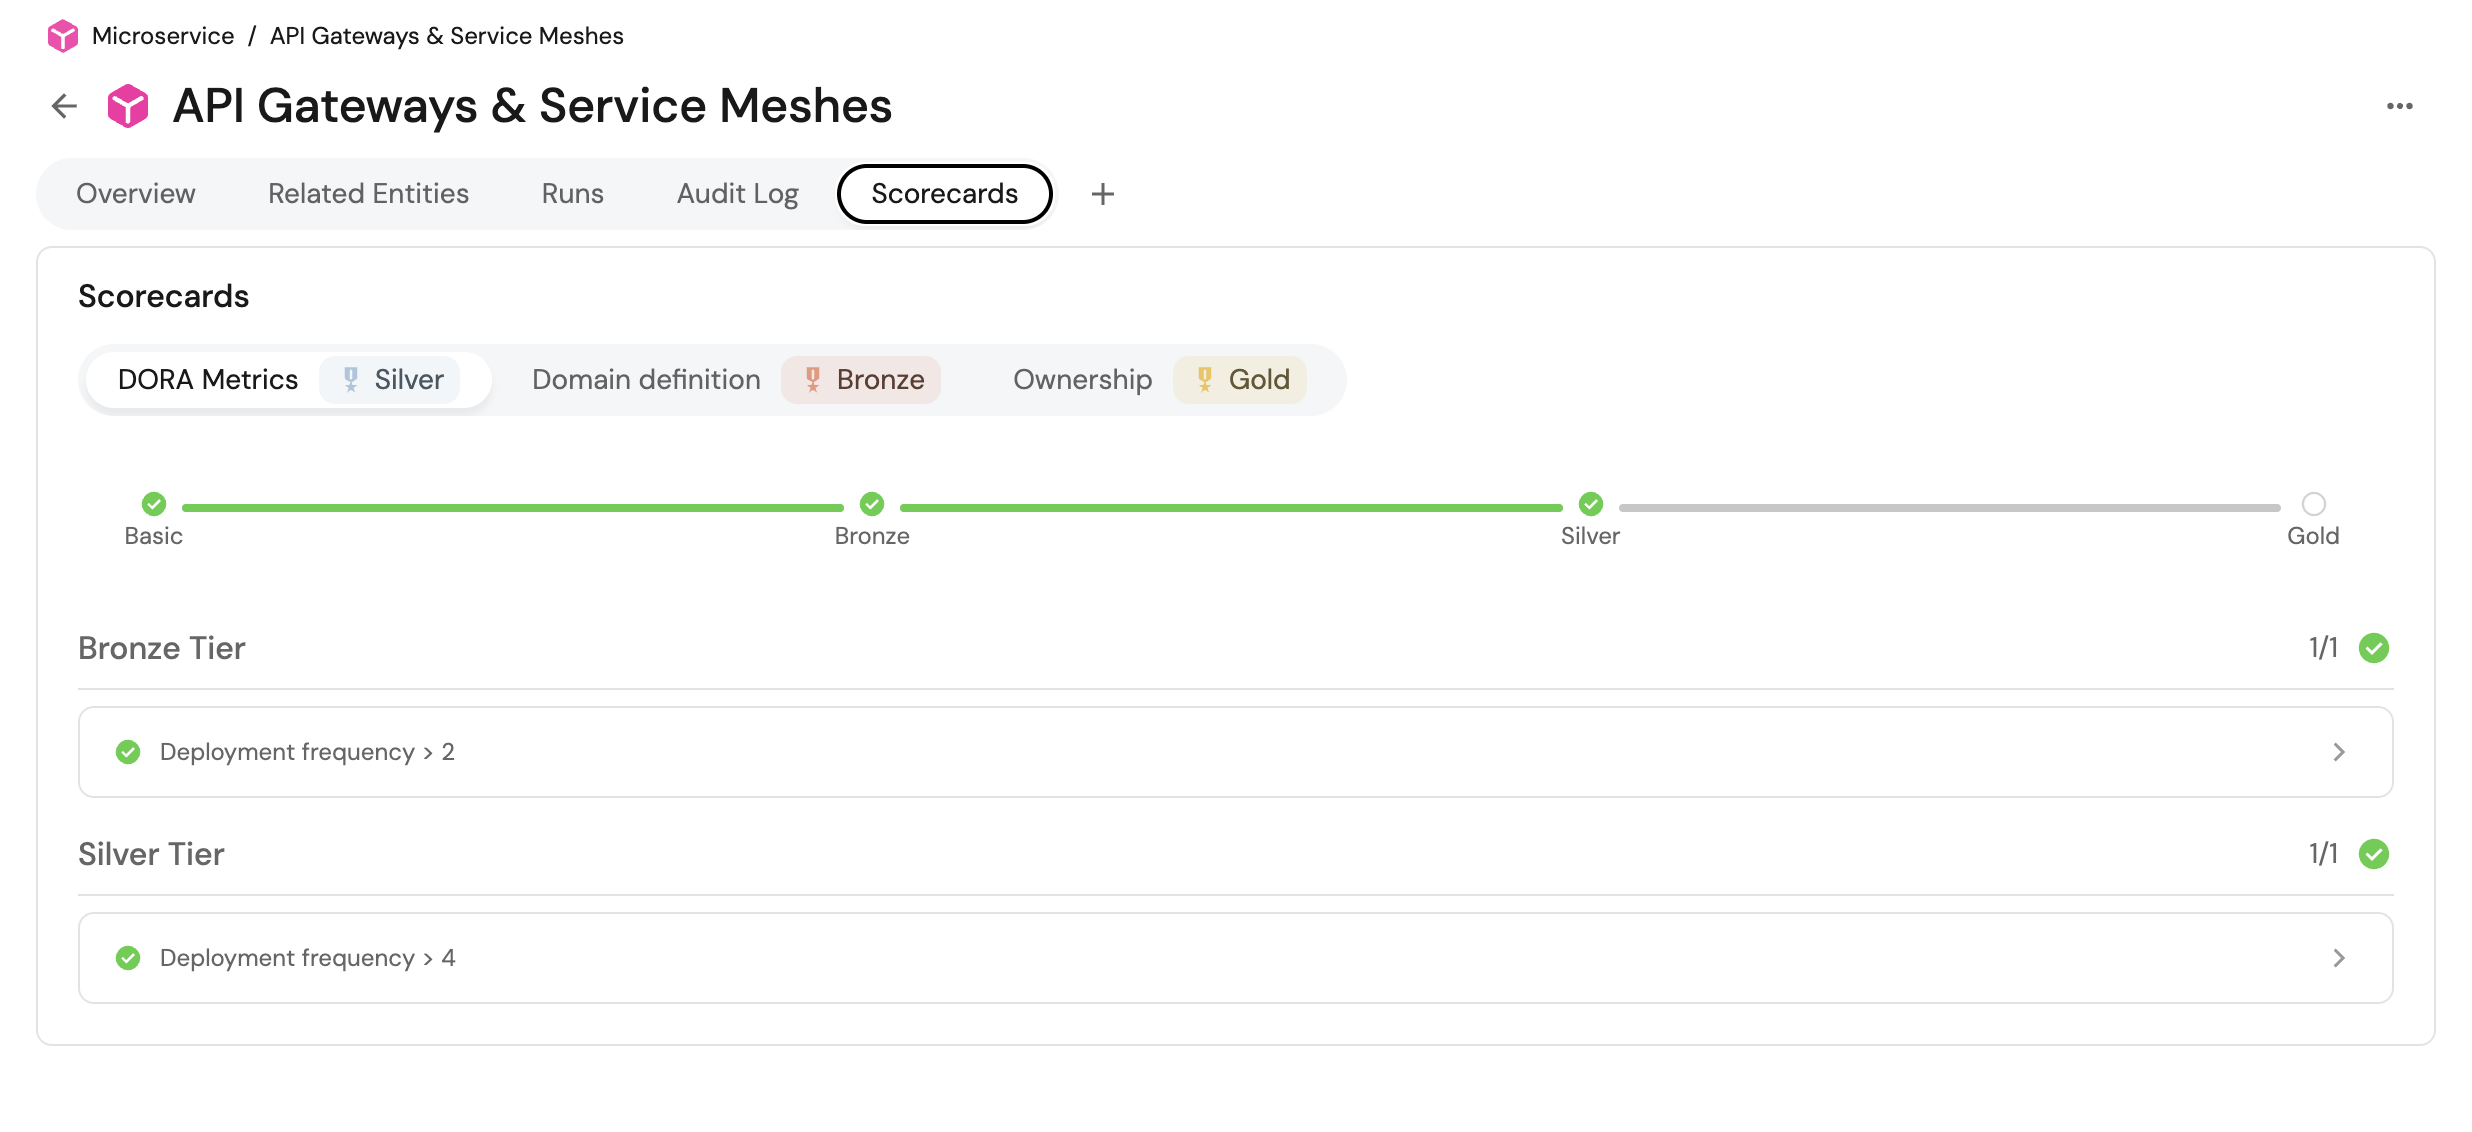 Microservice / API Gateways & Service Meshes
API Gateways & Service Meshes
Overview Related Entities Runs Audit Log Scorecards
Scorecards
DORA Metrics Silver Domain definition Bronze Ownership Gold
Basic Bronze Silver Gold
Bronze Tier 1/1
Deployment frequency > 2
Silver Tier 1/1
Deployment frequency > 4